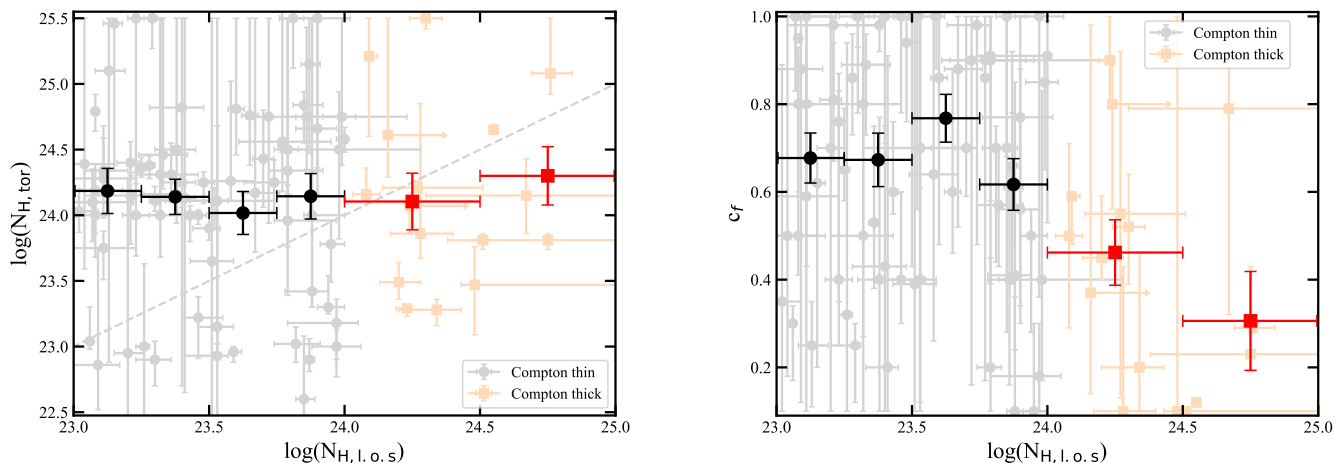 25.5
25.0
24.5
24.0
23.5
23.0
22.5
log(N_{H, tor})
Compton thin
Compton thick
23.0 23.5 24.0 24.5 25.0
log(N_{H, l.o.s})
1.0
0.8
0.6
0.4
0.2
c_f
Compton thin
Compton thick
23.0 23.5 24.0 24.5 25.0
log(N_{H, l.o.s})